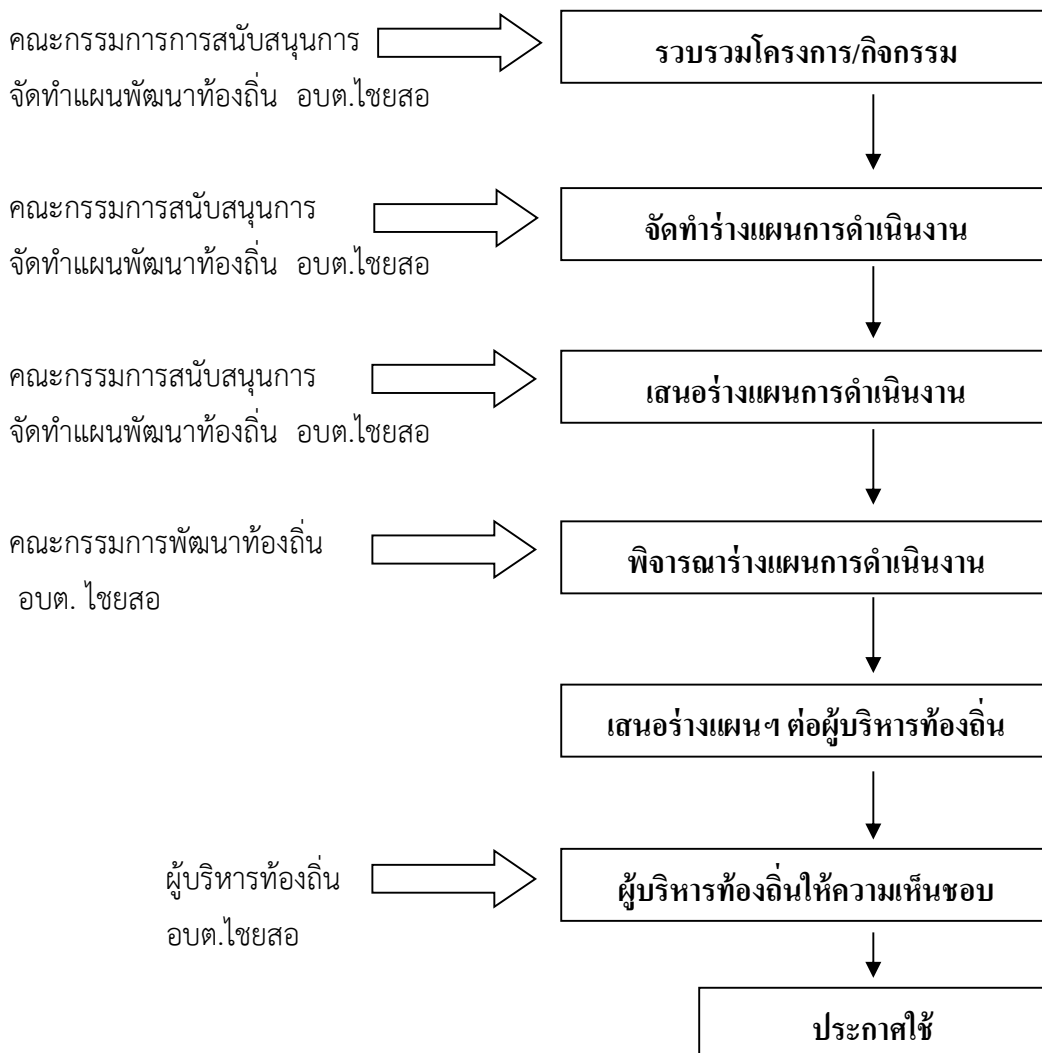 คณะกรรมการการสนับสนุนการ
จัดทำแผนพัฒนาท้องถิ่น อบต.ไชยสอ
รวบรวมโครงการ/กิจกรรม
คณะกรรมการสนับสนุนการ
จัดทำแผนพัฒนาท้องถิ่น อบต.ไชยสอ
จัดทำร่างแผนการดำเนินงาน
คณะกรรมการสนับสนุนการ
จัดทำแผนพัฒนาท้องถิ่น อบต.ไชยสอ
เสนอร่างแผนการดำเนินงาน
คณะกรรมการพัฒนาท้องถิ่น
อบต. ไชยสอ
พิจารณาร่างแผนการดำเนินงาน
เสนอร่างแผนฯ ต่อผู้บริหารท้องถิ่น
ผู้บริหารท้องถิ่น
อบต.ไชยสอ
ผู้บริหารท้องถิ่นให้ความเห็นชอบ
ประกาศใช้